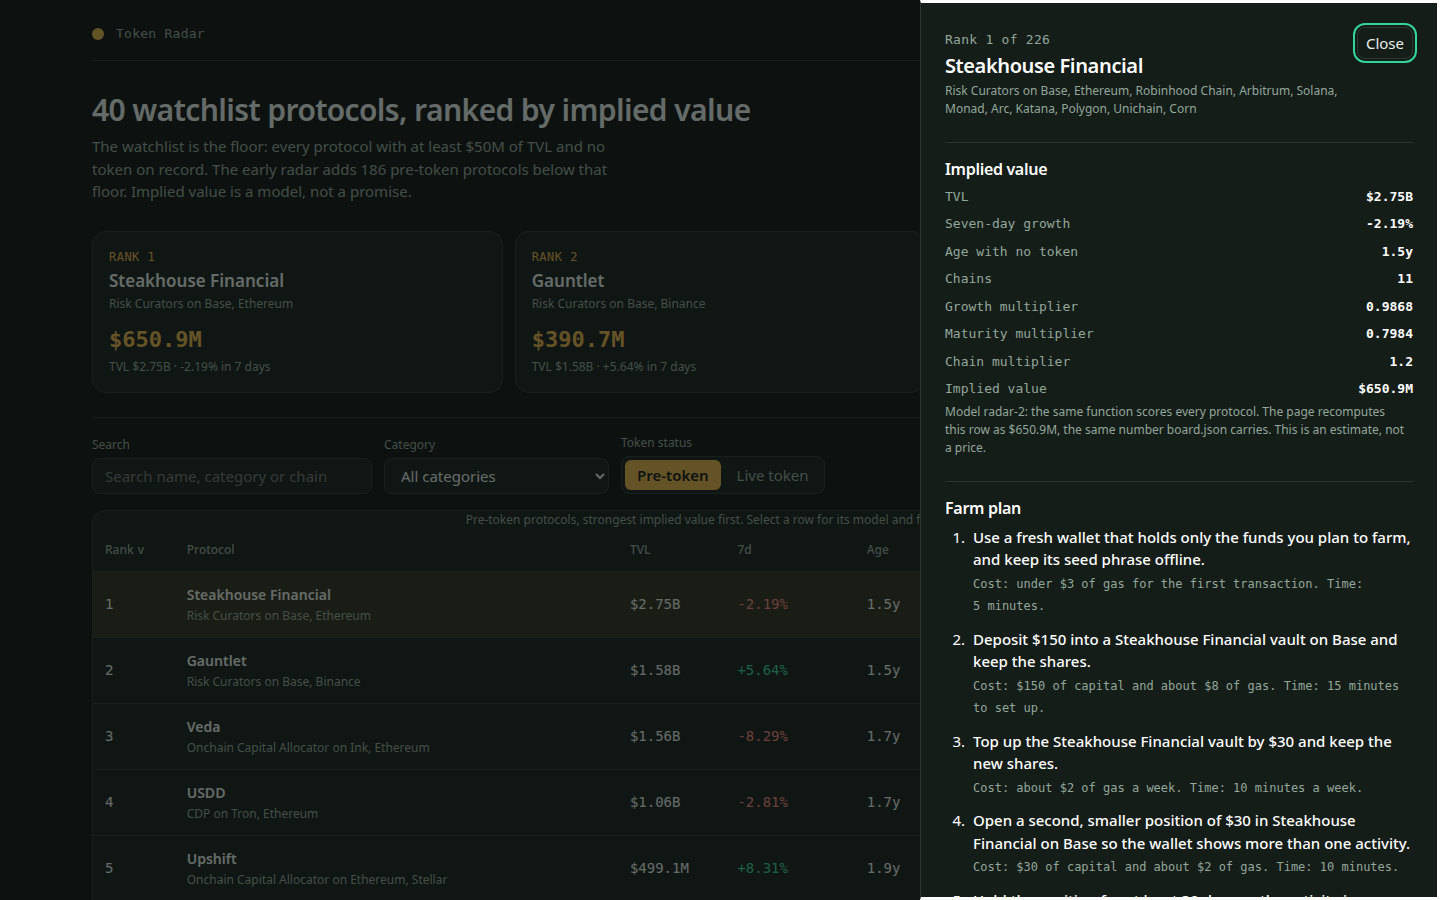 Token Radar
40 watchlist protocols, ranked by implied value
The watchlist is the floor: every protocol with at least $50M of TVL and no
token on record. The early radar adds 186 pre-token protocols below that
floor. Implied value is a model, not a promise.
RANK 1
Steakhouse Financial
Risk Curators on Base, Ethereum
$650.9M
TVL $2.75B · -2.19% in 7 days
RANK 2
Gauntlet
Risk Curators on Base, Binance
$390.7M
TVL $1.58B · +5.64% in 7 days
Search
Search name, category or chain
Category
All categories
Token status
Pre-token
Live token
Pre-token protocols, strongest implied value first. Select a row for its model and f
Rank v Protocol TVL 7d Age
1 Steakhouse Financial $2.75B -2.19% 1.5y
Risk Curators on Base, Ethereum
2 Gauntlet $1.58B +5.64% 1.5y
Risk Curators on Base, Binance
3 Veda $1.56B -8.29% 1.7y
Onchain Capital Allocator on Ink, Ethereum
4 USDD $1.06B -2.81% 1.7y
CDP on Tron, Ethereum
5 Upshift $499.1M +8.31% 1.9y
Onchain Capital Allocator on Ethereum, Stellar
Rank 1 of 226
Close
Steakhouse Financial
Risk Curators on Base, Ethereum, Robinhood Chain, Arbitrum, Solana,
Monad, Arc, Katana, Polygon, Unichain, Corn
Implied value
TVL $2.75B
Seven-day growth -2.19%
Age with no token 1.5y
Chains 11
Growth multiplier 0.9868
Maturity multiplier 0.7984
Chain multiplier 1.2
Implied value $650.9M
Model radar-2: the same function scores every protocol. The page recomputes
this row as $650.9M, the same number board.json carries. This is an estimate, not
a price.
Farm plan
1. Use a fresh wallet that holds only the funds you plan to farm,
and keep its seed phrase offline.
Cost: under $3 of gas for the first transaction. Time:
5 minutes.
2. Deposit $150 into a Steakhouse Financial vault on Base and
keep the shares.
Cost: $150 of capital and about $8 of gas. Time: 15 minutes
to set up.
3. Top up the Steakhouse Financial vault by $30 and keep the
new shares.
Cost: about $2 of gas a week. Time: 10 minutes a week.
4. Open a second, smaller position of $30 in Steakhouse
Financial on Base so the wallet shows more than one activity.
Cost: $30 of capital and about $2 of gas. Time: 10 minutes.